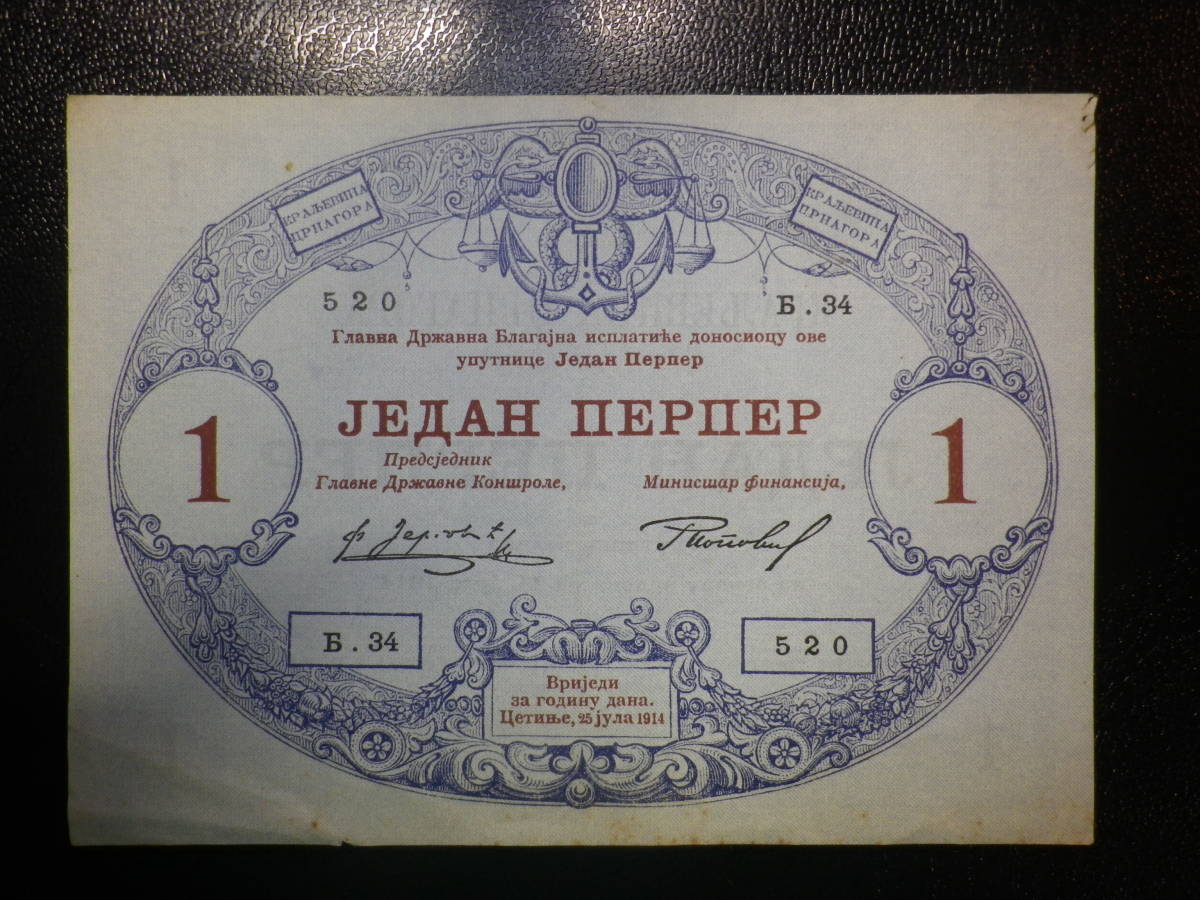 КРАЉЕВИНА
ЦРНАГОРА
КРАЉЕВИНА
ЦРНАГОРА
520
Б.34
Главна Државна Благајна исплатиће доносиоцу ове
упутнице Један Перпер
ЈЕДАН ПЕРПЕР
1
1
Предсједник
Главне Државне Контроле,
Министар финансија,
Б.34
520
Вриједи
за годину дана.
Цетиње, 25 јула 1914